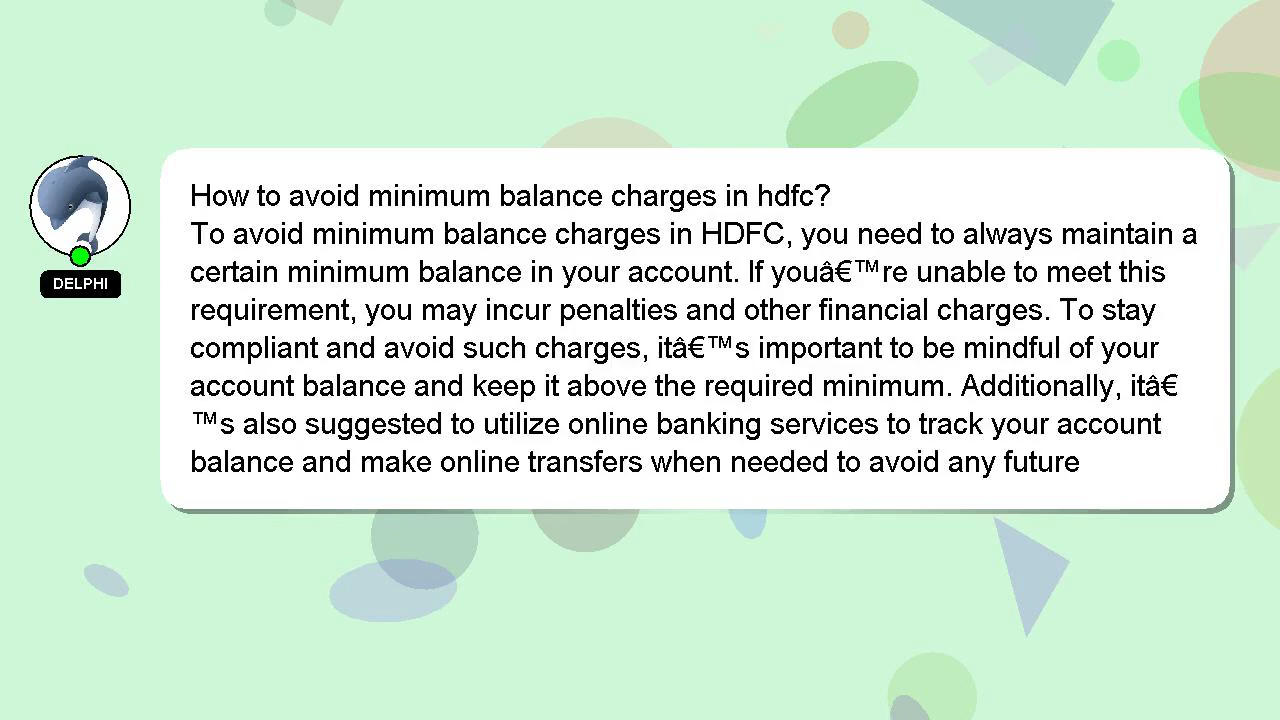 DELPHI
How to avoid minimum balance charges in hdfc?
To avoid minimum balance charges in HDFC, you need to always maintain a
certain minimum balance in your account. If youâ€™re unable to meet this
requirement, you may incur penalties and other financial charges. To stay
compliant and avoid such charges, itâ€™s important to be mindful of your
account balance and keep it above the required minimum. Additionally, itâ€
™s also suggested to utilize online banking services to track your account
balance and make online transfers when needed to avoid any future